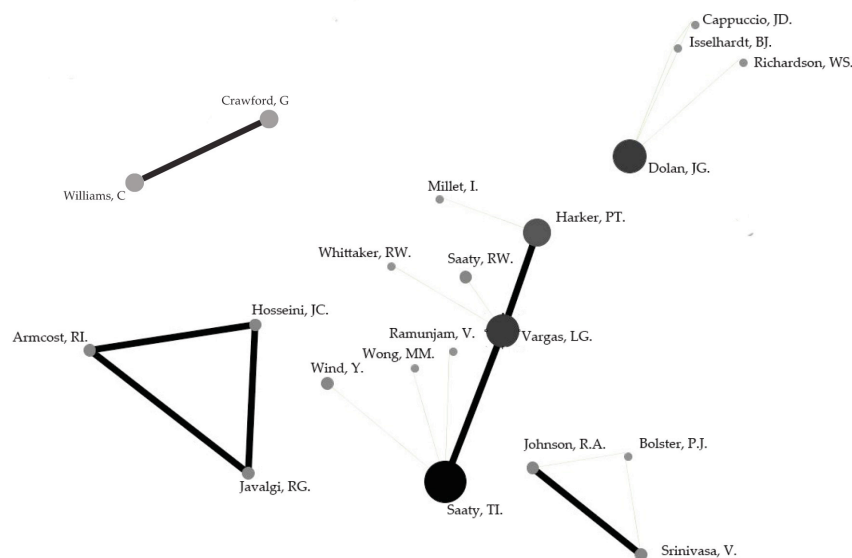 Cappuccio, JD.
Isselhardt, BJ.
Richardson, WS.
Crawford, G
Dolan, JG.
Williams, C
Millet, I.
Harker, PT.
Whittaker, RW.
Saaty, RW.
Hosseini, JC.
Armcost, RI.
Ramunjam, V.
Vargas, LG.
Wong, MM.
Wind, Y.
Johnson, R.A.
Bolster, P.J.
Javalgi, RG.
Saaty, TI.
Srinivasa, V.